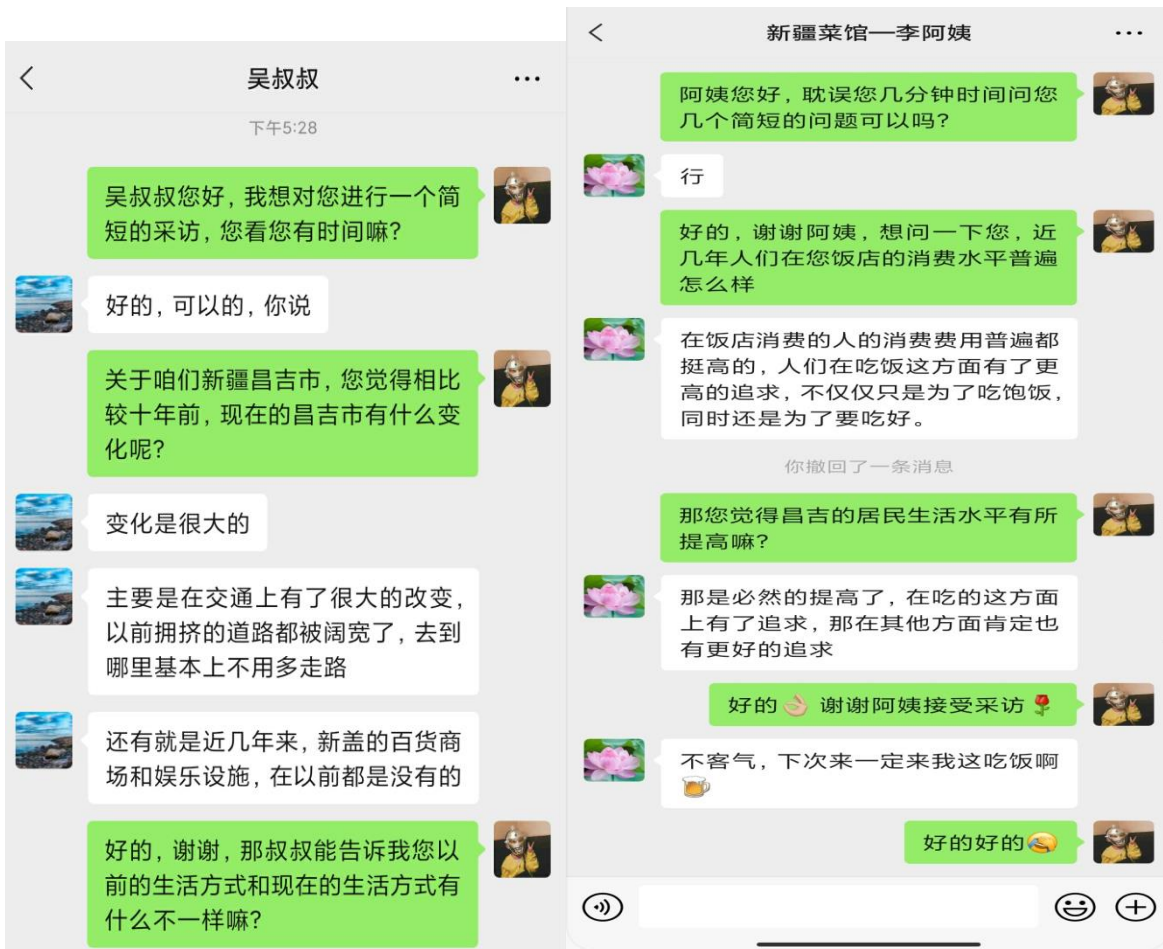 吴叔叔
下午5:28
吴叔叔您好，我想对您进行一个简
短的采访，您看您有时间嘛？
好的，可以的，你说
关于咱们新疆昌吉市，您觉得相比
较十年前，现在的昌吉市有什么变
化呢？
变化是很大的
主要是在交通上有了很大的改变，
以前拥挤的道路都被阔宽了，去到
哪里基本上不用多走路
还有就是近几年来，新盖的百货商
场和娱乐设施，在以前都是没有的
好的，谢谢，那叔叔能告诉我您以
前的生活方式和现在的生活方式有
什么不一样嘛？
新疆菜馆—李阿姨
阿姨您好，耽误您几分钟时间问您
几个简短的问题可以吗？
行
好的，谢谢阿姨，想问一下您，近
几年人们在您饭店的消费水平普遍
怎么样
在饭店消费的人的消费费用普遍都
挺高的，人们在吃饭这方面有了更
高的追求，不仅仅只是为了吃饱饭，
同时还是为了要吃好。
你撤回了一条消息
那您觉得昌吉的居民生活水平有所
提高嘛？
那是必然的提高了，在吃的这方面
上有了追求，那在其他方面肯定也
有更好的追求
好的👌🏻 谢谢阿姨接受采访🌹
不客气，下次来一定来我这吃饭啊
🍺
好的好的